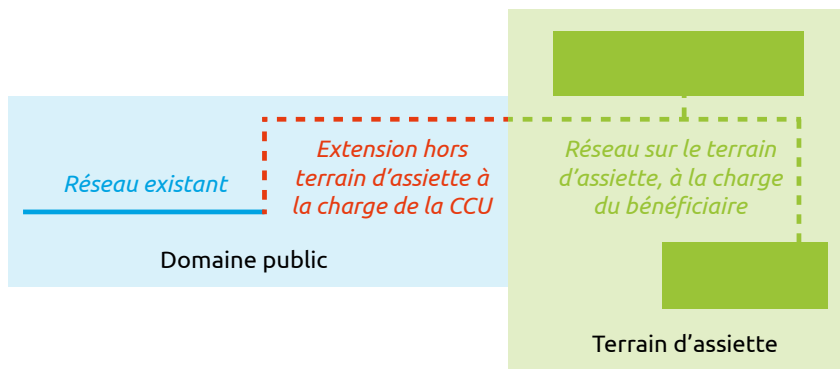 Réseau existant
Extension hors
terrain d’assiette à
la charge de la CCU
Réseau sur le terrain
d’assiette, à la charge
du bénéficiaire
Domaine public
Terrain d’assiette